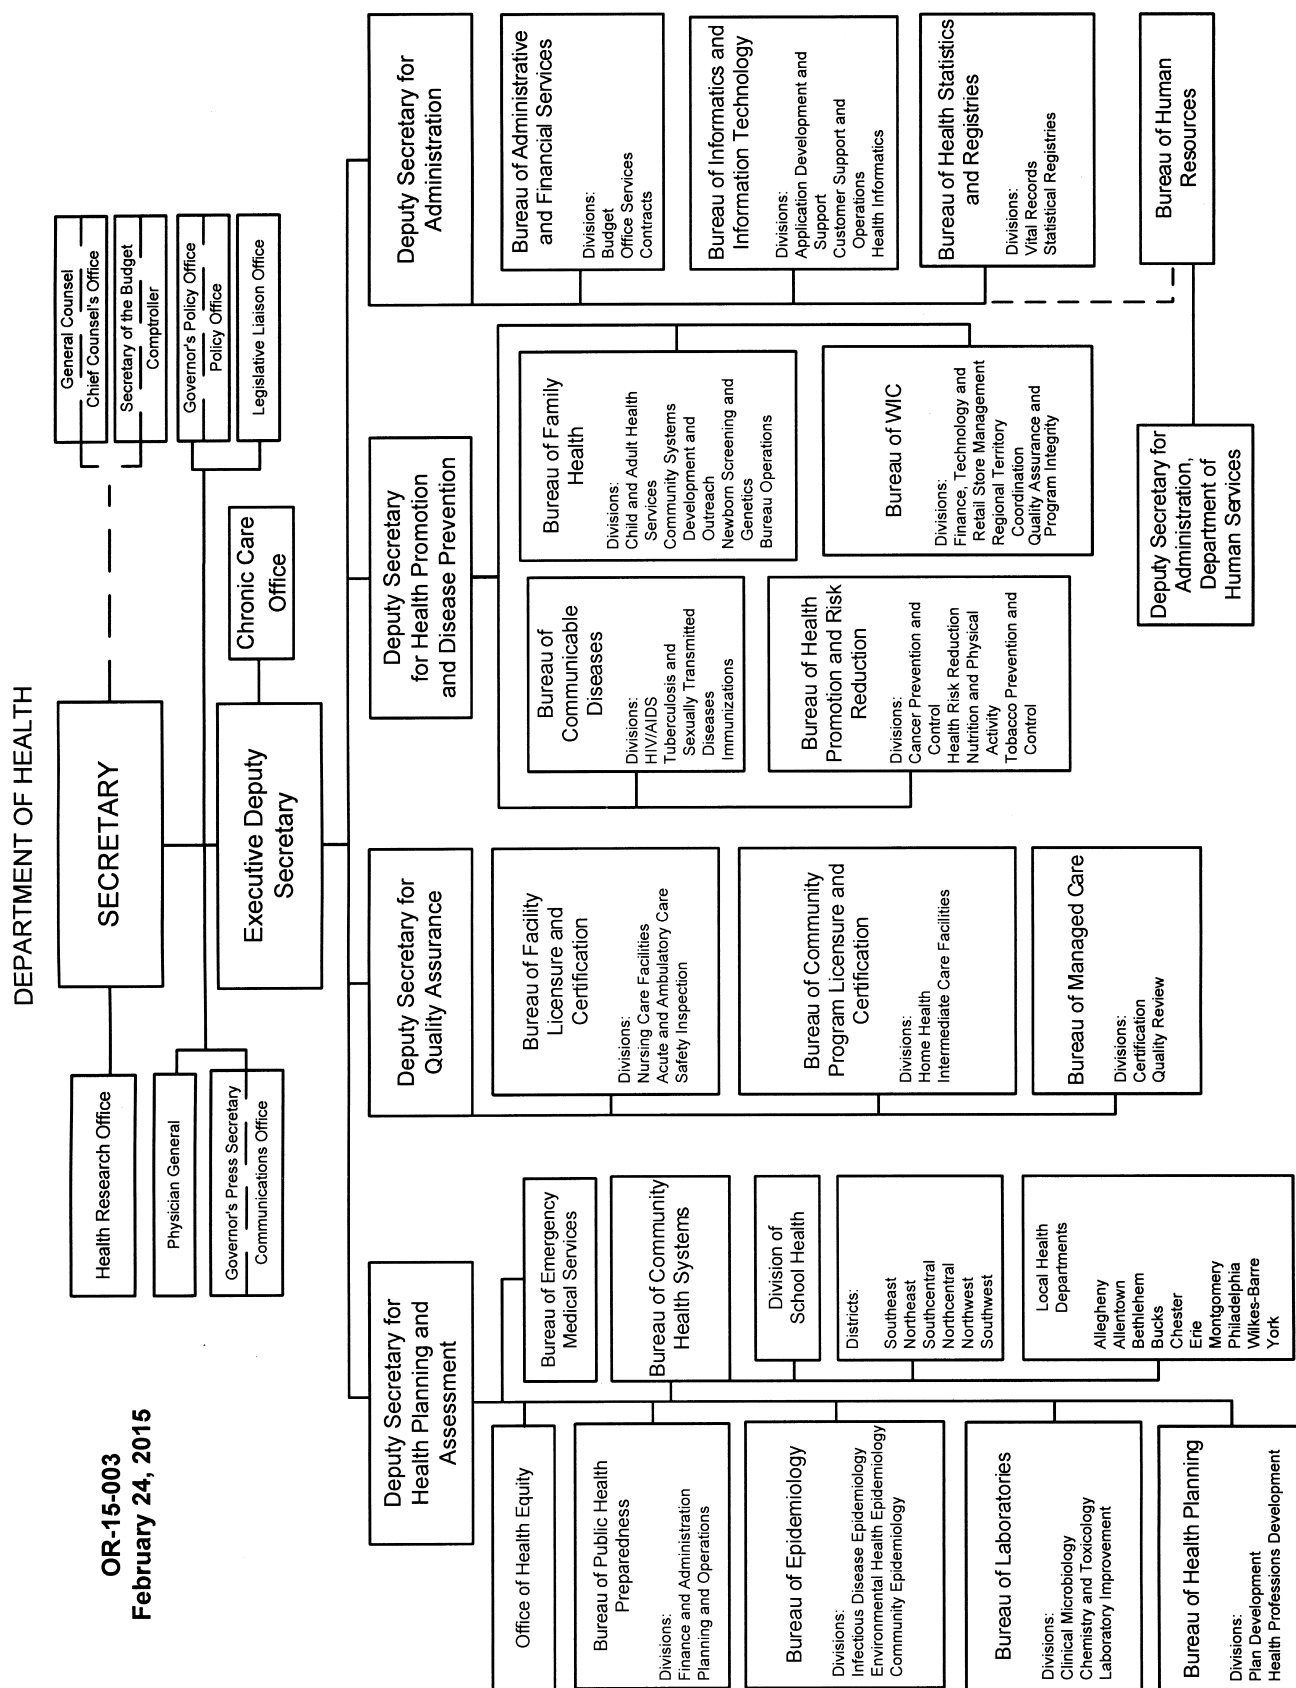 DEPARTMENT OF HEALTH
OR-15-003
February 24, 2015
SECRETARY
Health Research Office
Physician General
Governor's Press Secretary
Communications Office
General Counsel
Chief Counsel's Office
Secretary of the Budget
Comptroller
Governor's Policy Office
Policy Office
Legislative Liaison Office
Executive Deputy
Secretary
Chronic Care
Office
Deputy Secretary for
Health Planning and
Assessment
Office of Health Equity
Bureau of Public Health
Preparedness
Divisions:
Finance and Administration
Planning and Operations
Bureau of Epidemiology
Divisions:
Infectious Disease Epidemiology
Environmental Health Epidemiology
Community Epidemiology
Bureau of Laboratories
Divisions:
Clinical Microbiology
Chemistry and Toxicology
Laboratory Improvement
Bureau of Health Planning
Divisions:
Plan Development
Health Professions Development
Bureau of Emergency
Medical Services
Bureau of Community
Health Systems
Division of
School Health
Districts:
Southeast
Northeast
Southcentral
Northcentral
Northwest
Southwest
Local Health
Departments
Allegheny
Allentown
Bethlehem
Bucks
Chester
Erie
Montgomery
Philadelphia
Wilkes-Barre
York
Deputy Secretary for
Quality Assurance
Bureau of Facility
Licensure and
Certification
Divisions:
Nursing Care Facilities
Acute and Ambulatory Care
Safety Inspection
Bureau of Community
Program Licensure and
Certification
Divisions:
Home Health
Intermediate Care Facilities
Bureau of Managed Care
Divisions:
Certification
Quality Review
Deputy Secretary
for Health Promotion
and Disease Prevention
Bureau of
Communicable
Diseases
Divisions:
HIV/AIDS
Tuberculosis and
Sexually Transmitted
Diseases
Immunizations
Bureau of Health
Promotion and Risk
Reduction
Divisions:
Cancer Prevention and
Control
Health Risk Reduction
Nutrition and Physical
Activity
Tobacco Prevention and
Control
Bureau of Family
Health
Divisions:
Child and Adult Health
Services
Community Systems
Development and
Outreach
Newborn Screening and
Genetics
Bureau Operations
Bureau of WIC
Divisions:
Finance, Technology and
Retail Store Management
Regional Territory
Coordination
Quality Assurance and
Program Integrity
Deputy Secretary for
Administration
Bureau of Administrative
and Financial Services
Divisions:
Budget
Office Services
Contracts
Bureau of Informatics and
Information Technology
Divisions:
Application Development and
Support
Customer Support and
Operations
Health Informatics
Bureau of Health Statistics
and Registries
Divisions:
Vital Records
Statistical Registries
Bureau of Human
Resources
Deputy Secretary for
Administration,
Department of
Human Services